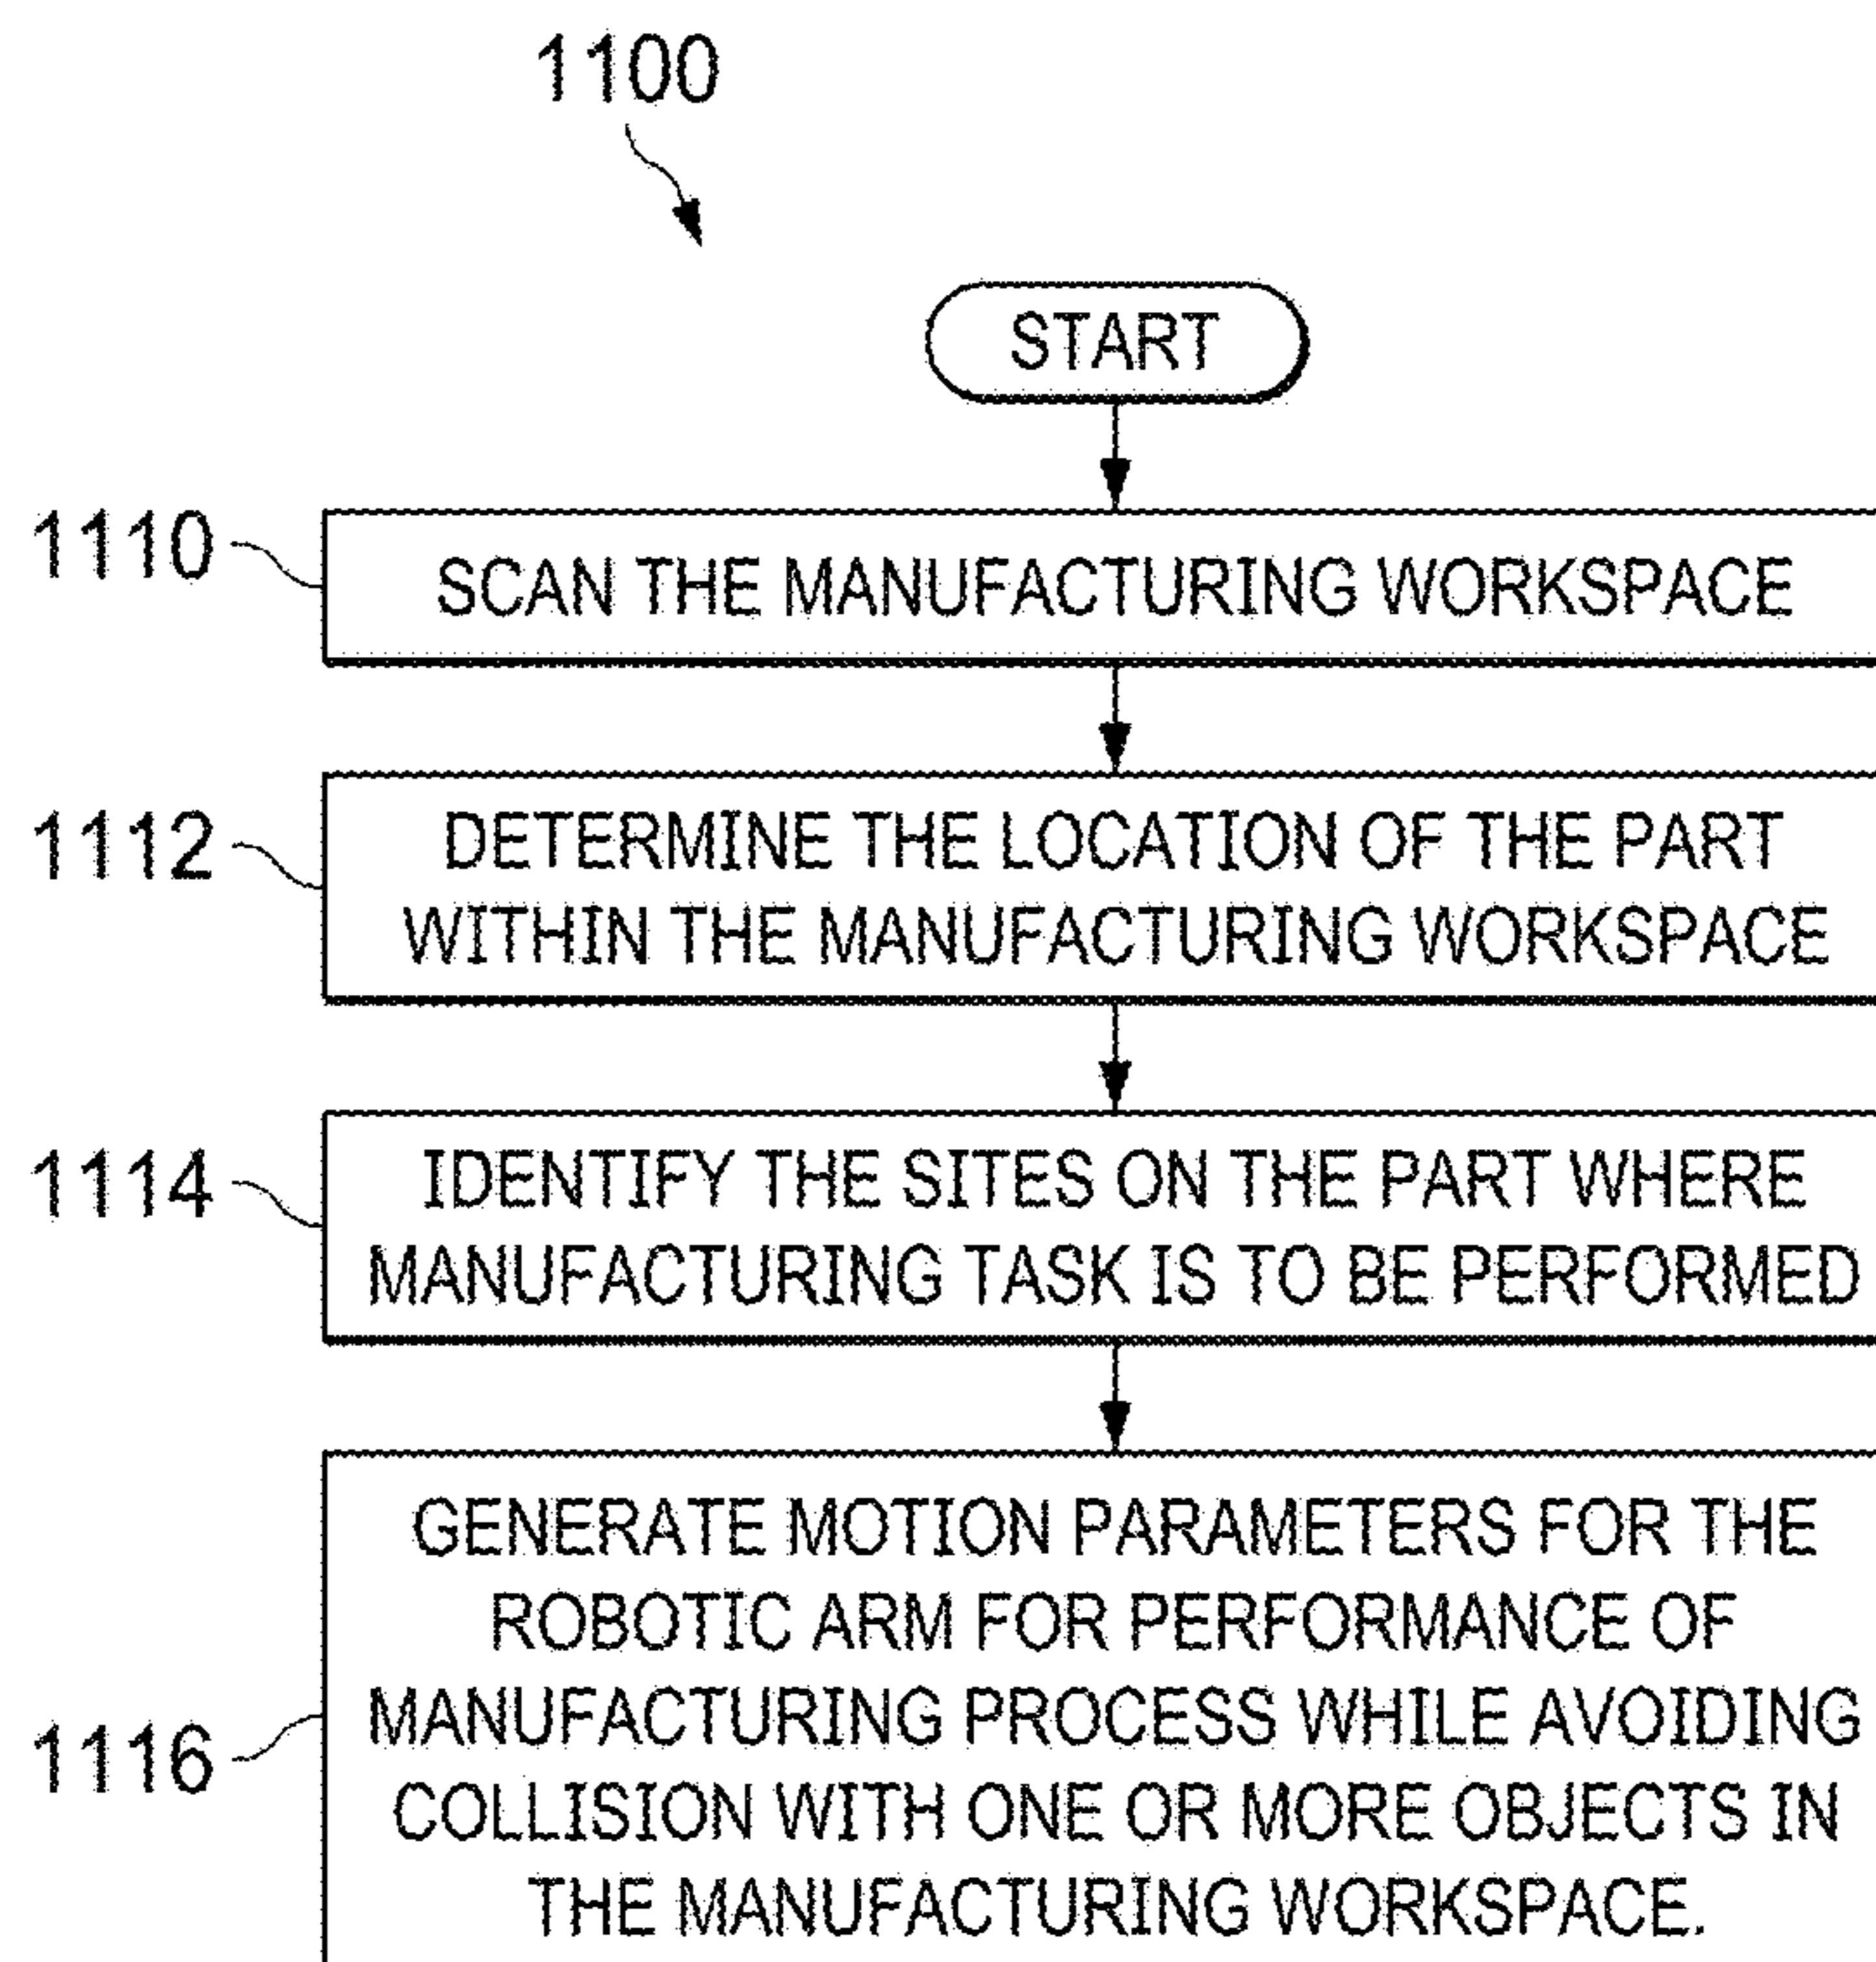 1100
START
1110
SCAN THE MANUFACTURING WORKSPACE
1112
DETERMINE THE LOCATION OF THE PART
WITHIN THE MANUFACTURING WORKSPACE
1114
IDENTIFY THE SITES ON THE PART WHERE
MANUFACTURING TASK IS TO BE PERFORMED
1116
GENERATE MOTION PARAMETERS FOR THE
ROBOTIC ARM FOR PERFORMANCE OF
MANUFACTURING PROCESS WHILE AVOIDING
COLLISION WITH ONE OR MORE OBJECTS IN
THE MANUFACTURING WORKSPACE.